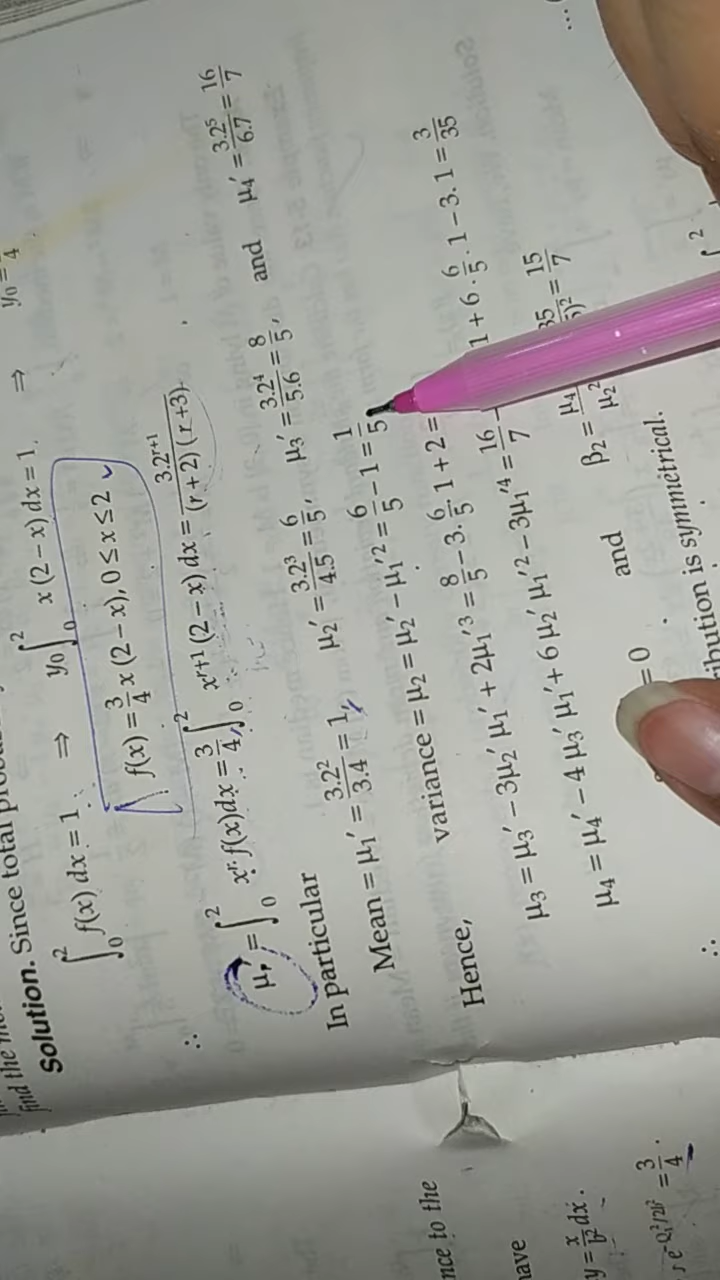 find the
Solution. Since total
∫₀² f(x) dx = 1 ⇒ y₀ ∫₀² x (2 − x) dx = 1. ⇒ y₀ = /4
f(x) = 3/4 x (2 − x), 0 ≤ x ≤ 2
∴ μᵣ′ = ∫₀² xʳ f(x) dx = 3/4 ∫₀² xʳ⁺¹ (2 − x) dx = 3.2ʳ⁺¹/(r + 2) (r + 3).
In particular
Mean = μ₁′ = 3.2²/3.4 = 1, μ₂′ = 3.2³/4.5 = 6/5, μ₃′ = 3.2⁴/5.6 = 8/5, and μ₄′ = 3.2⁵/6.7 = 16/7
Hence, variance = μ₂ = μ₂′ − μ₁′² = 6/5 − 1 = 1/5
μ₃ = μ₃′ − 3μ₂′ μ₁′ + 2μ₁′³ = 8/5 − 3. 6/5 .1 + 2 =
μ₄ = μ₄′ − 4 μ₃′ μ₁′ + 6 μ₂′ μ₁′² − 3μ₁′⁴ = 16/7 − 1 + 6 . 6/5 . 1 − 3. 1 = 3/35
∴ = 0 and β₂ = μ₄/μ₂² 35/5)² = 15/7
distribution is symmetrical.
nce to the
have
y = x/b² dx.
= 3/4 .